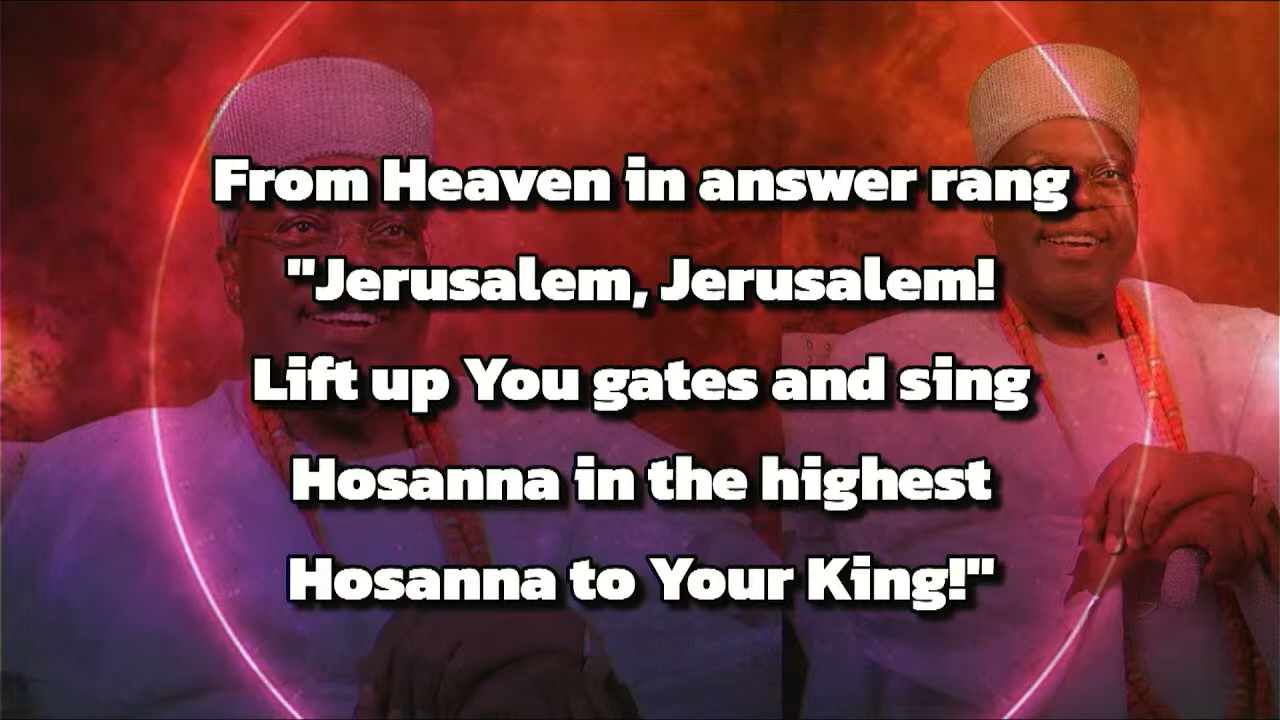 From Heaven in answer rang
"Jerusalem, Jerusalem!
Lift up You gates and sing
Hosanna in the highest
Hosanna to Your King!"